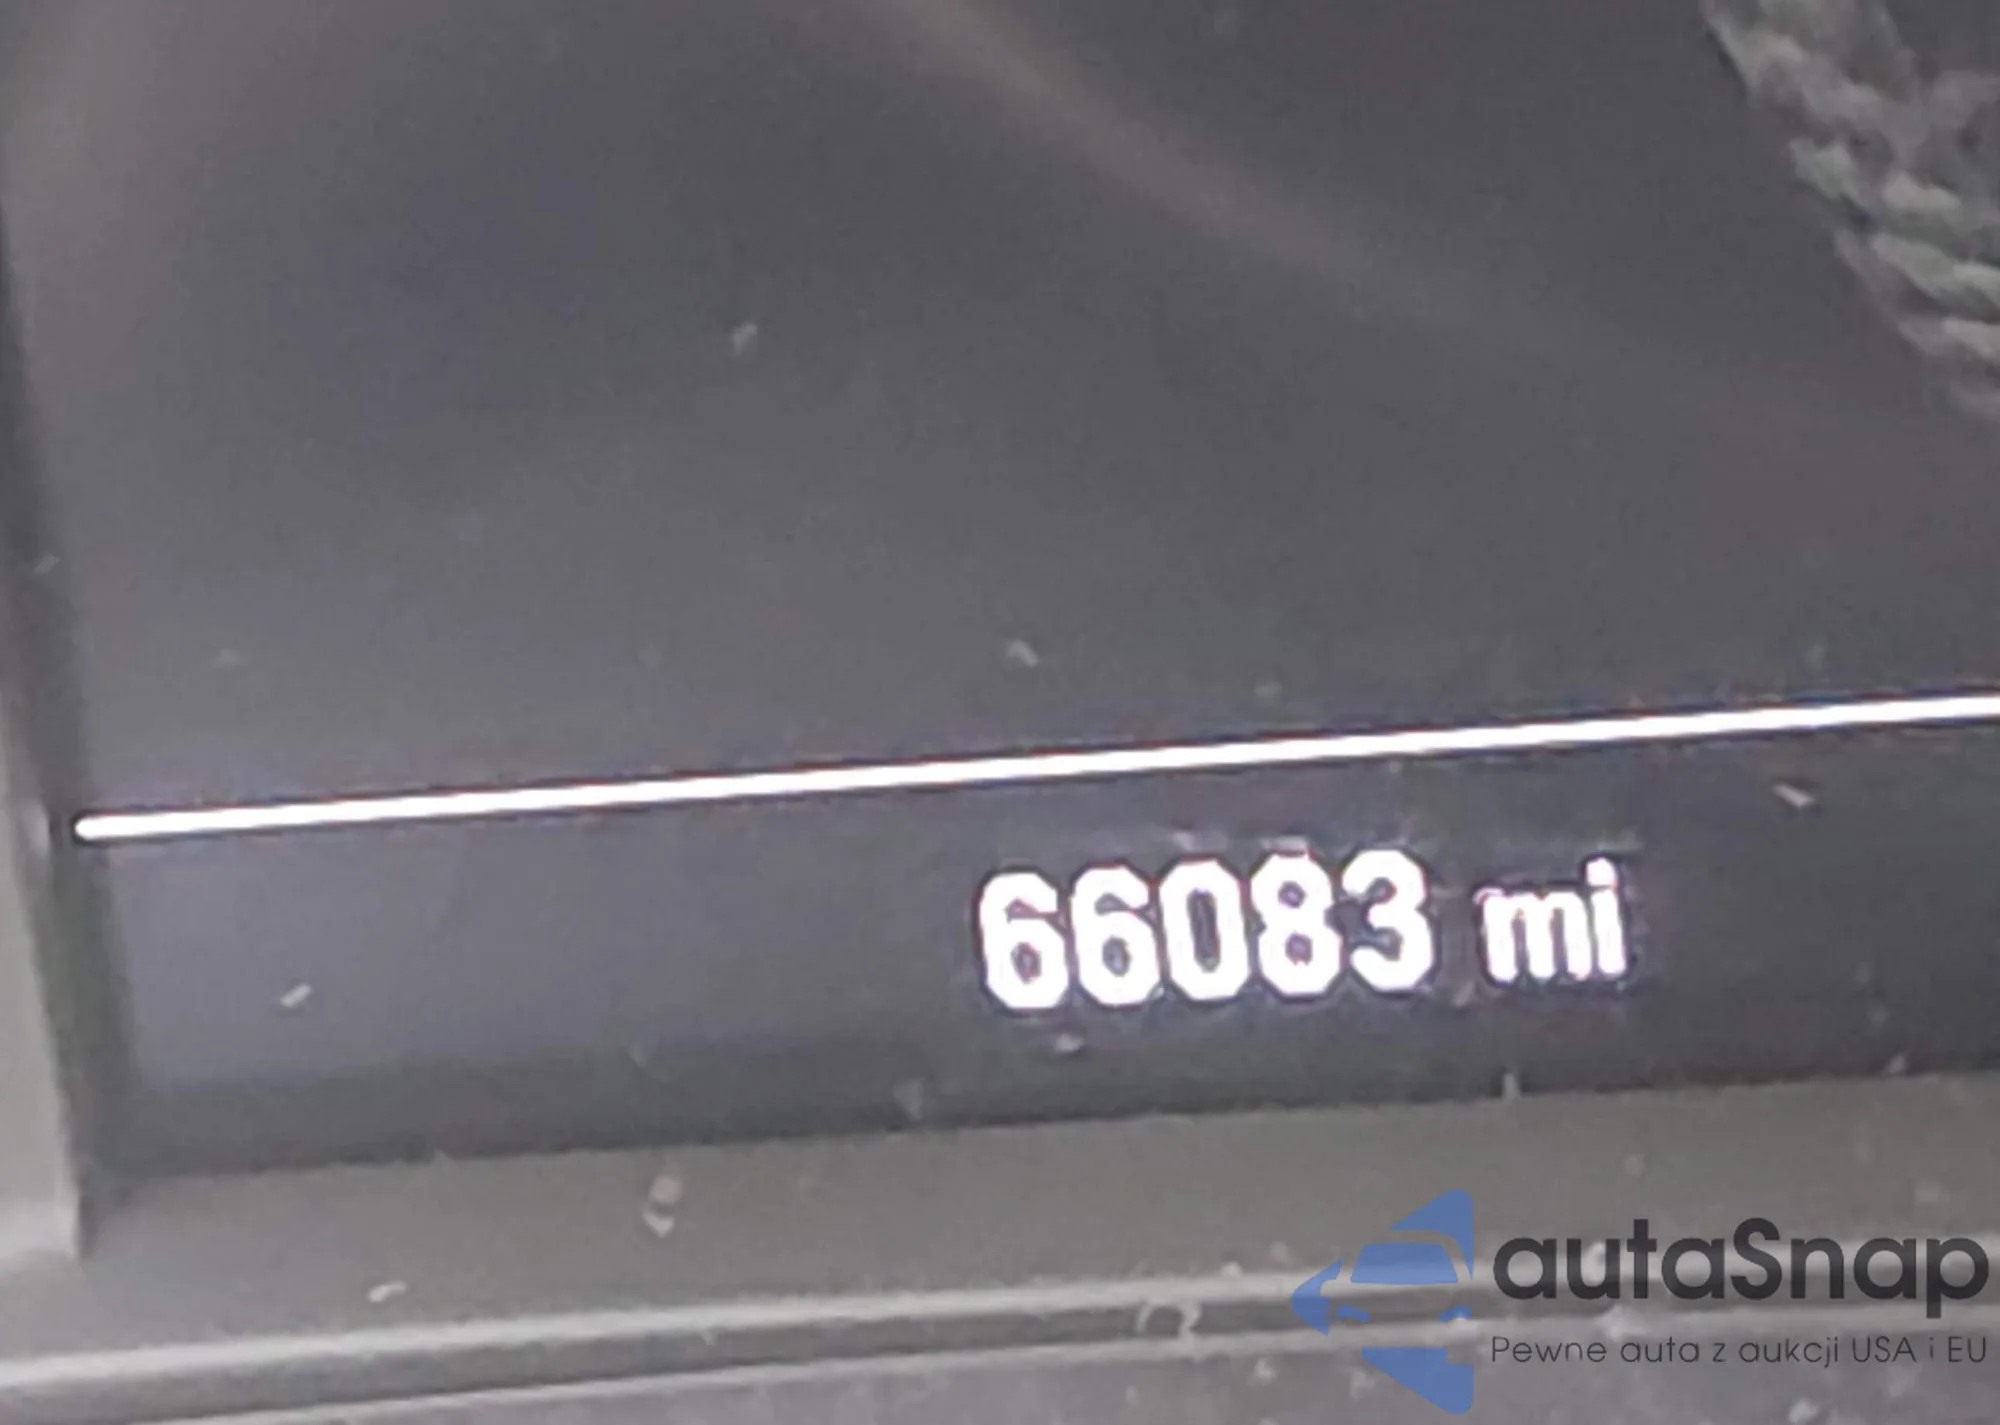 66083 mi
autaSnap
Pewne auta z aukcji USA i EU